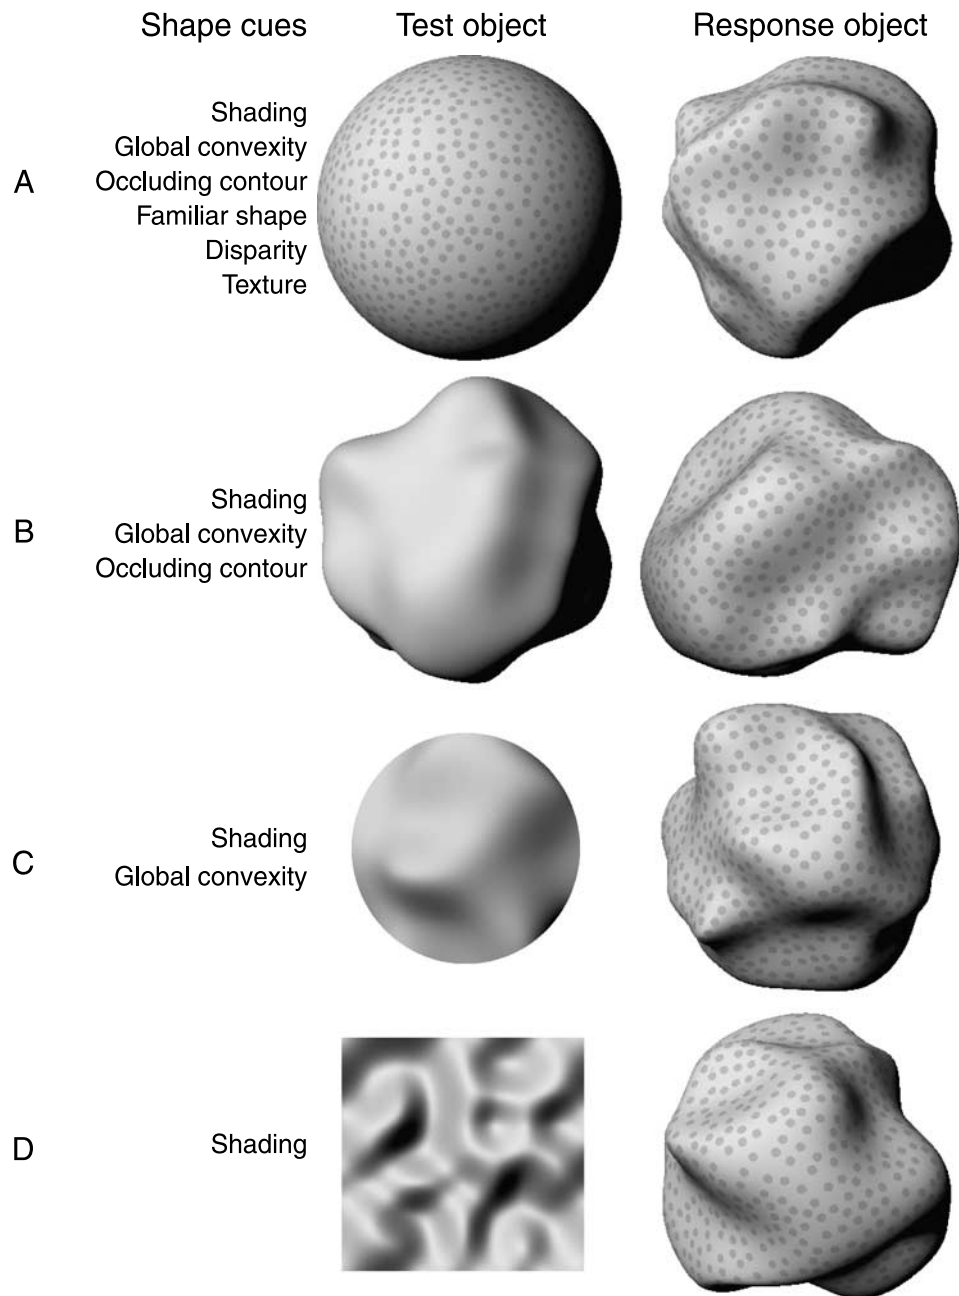 Shape cues Test object Response object
A
Shading
Global convexity
Occluding contour
Familiar shape
Disparity
Texture
B
Shading
Global convexity
Occluding contour
C
Shading
Global convexity
D
Shading